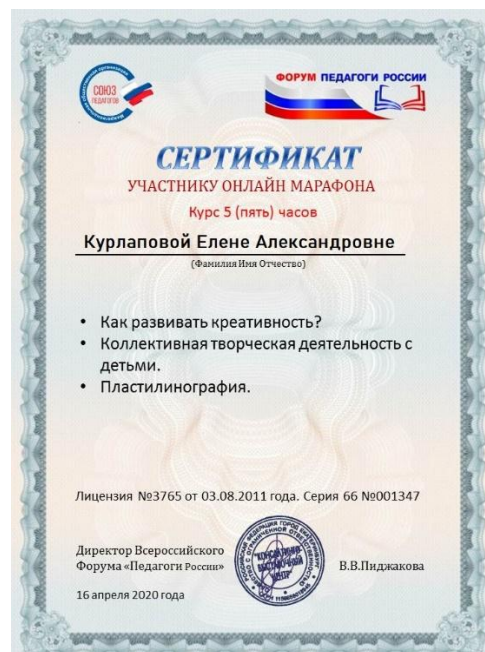 СОЮЗ
ПЕДАГОГОВ
ФОРУМ ПЕДАГОГИ РОССИИ
СЕРТИФИКАТ
УЧАСТНИКУ ОНЛАЙН МАРАФОНА
Курс 5 (пять) часов
Курлаповой Елене Александровне
(Фамилия Имя Отчество)
• Как развивать креативность?
• Коллективная творческая деятельность с
детьми.
• Пластилинография.
Лицензия №3765 от 03.08.2011 года. Серия 66 №001347
Директор Всероссийского
Форума «Педагоги России»
В.В.Пиджакова
16 апреля 2020 года